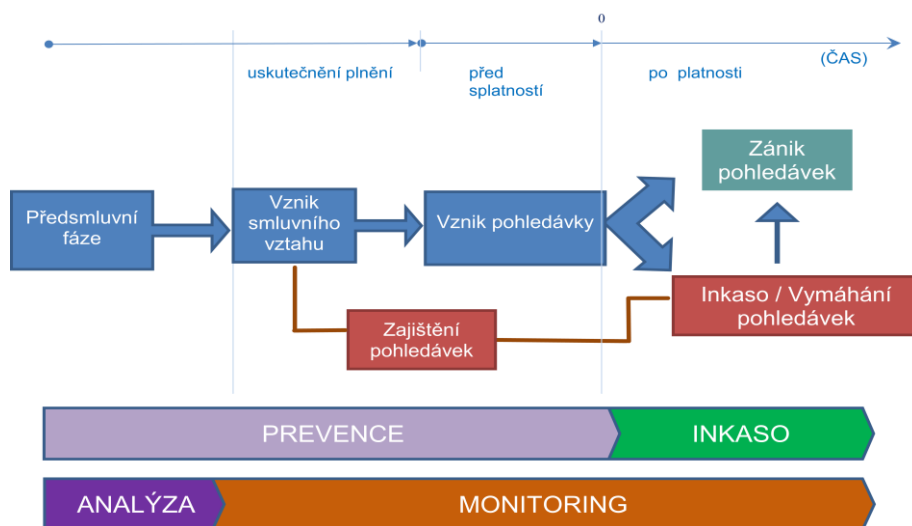 0
(ČAS)
uskutečnění plnění
před
splatností
po platnosti
Zánik
pohledávek
Předsmluvní
fáze
Vznik
smluvního
vztahu
Vznik pohledávky
Inkaso / Vymáhání
pohledávek
Zajištění
pohledávek
PREVENCE
INKASO
ANALÝZA
MONITORING